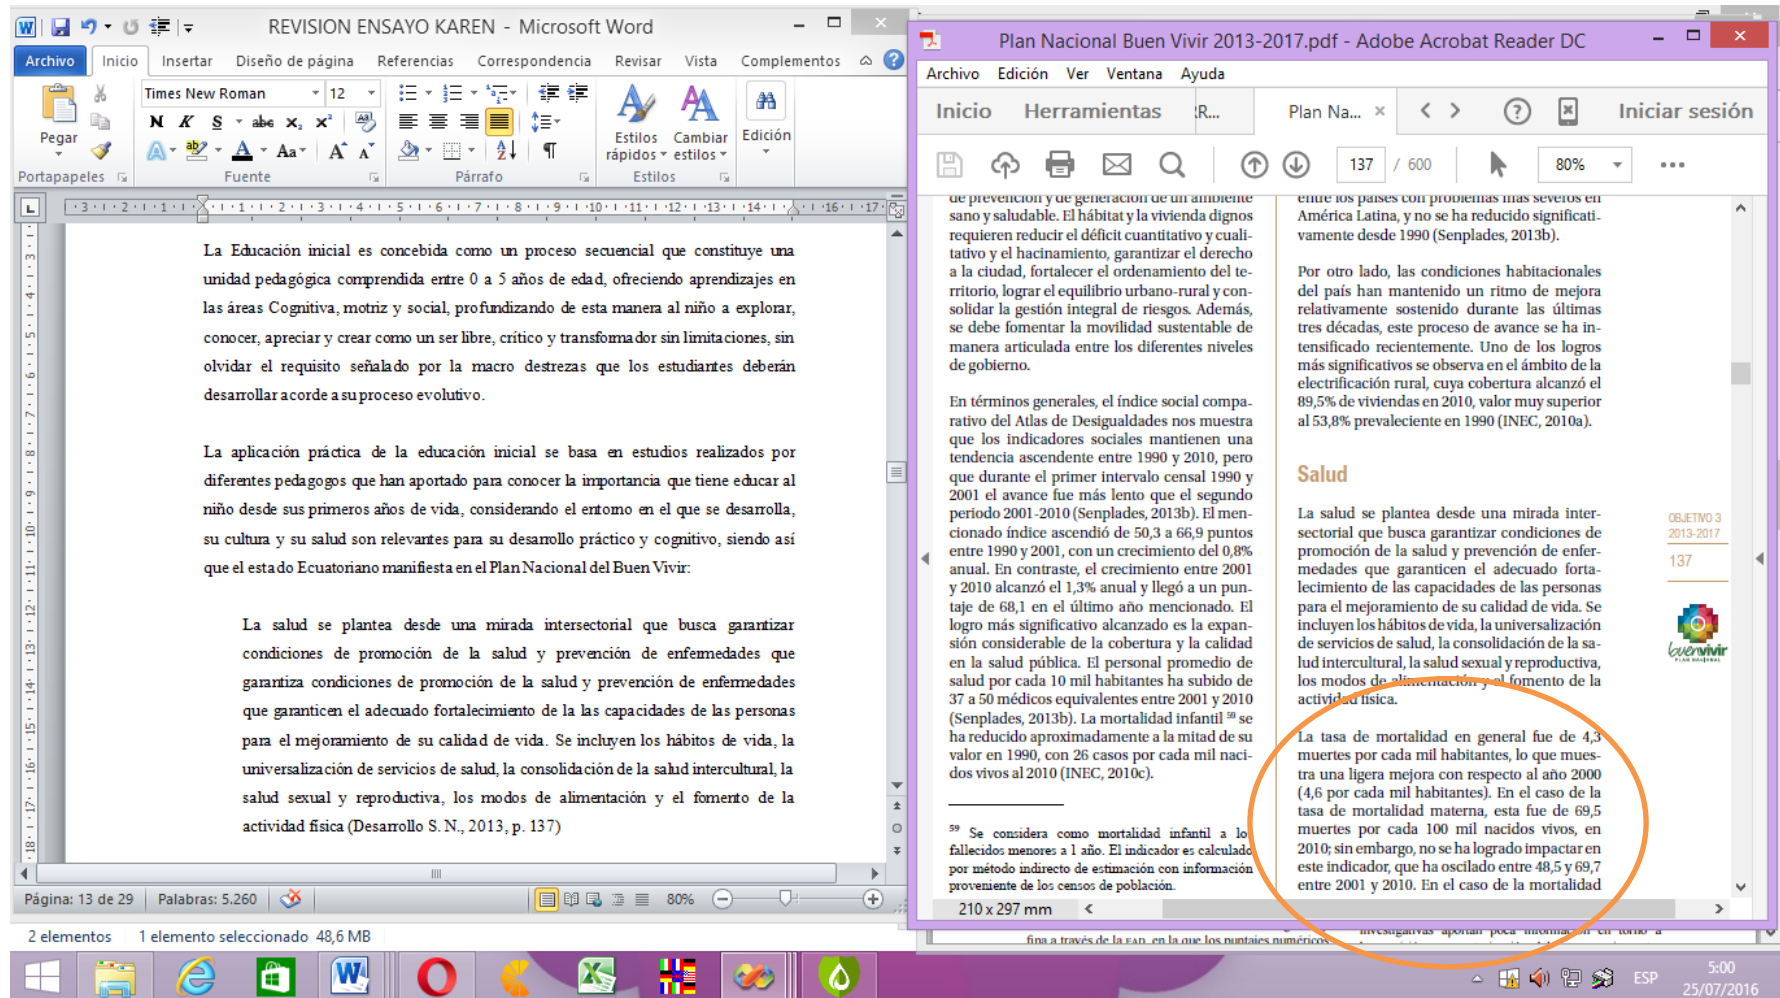 REVISION ENSAYO KAREN - Microsoft Word
Archivo Inicio Insertar Diseño de página Referencias Correspondencia Revisar Vista Complementos
Times New Roman 12
N K S abc x₂ x²
Aa A A
Pegar
Estilos rápidos
Cambiar estilos
Edición
Portapapeles Fuente Párrafo Estilos
La Educación inicial es concebida como un proceso secuencial que constituye una
unidad pedagógica comprendida entre 0 a 5 años de edad, ofreciendo aprendizajes en
las áreas Cognitiva, motriz y social, profundizando de esta manera al niño a explorar,
conocer, apreciar y crear como un ser libre, crítico y transformador sin limitaciones, sin
olvidar el requisito señalado por la macro destrezas que los estudiantes deberán
desarrollar acorde a su proceso evolutivo.
La aplicación práctica de la educación inicial se basa en estudios realizados por
diferentes pedagogos que han aportado para conocer la importancia que tiene educar al
niño desde sus primeros años de vida, considerando el entorno en el que se desarrolla,
su cultura y su salud son relevantes para su desarrollo práctico y cognitivo, siendo así
que el estado Ecuatoriano manifiesta en el Plan Nacional del Buen Vivir:
La salud se plantea desde una mirada intersectorial que busca garantizar
condiciones de promoción de la salud y prevención de enfermedades que
garantiza condiciones de promoción de la salud y prevención de enfermedades
que garanticen el adecuado fortalecimiento de la las capacidades de las personas
para el mejoramiento de su calidad de vida. Se incluyen los hábitos de vida, la
universalización de servicios de salud, la consolidación de la salud intercultural, la
salud sexual y reproductiva, los modos de alimentación y el fomento de la
actividad física (Desarrollo S. N., 2013, p. 137)
Página: 13 de 29 Palabras: 5.260 80%
2 elementos 1 elemento seleccionado 48,6 MB
Plan Nacional Buen Vivir 2013-2017.pdf - Adobe Acrobat Reader DC
Archivo Edición Ver Ventana Ayuda
Inicio Herramientas R... Plan Na... × Iniciar sesión
137 / 600 80%
de prevención y de generación de un ambiente
sano y saludable. El hábitat y la vivienda dignos
requieren reducir el déficit cuantitativo y cuali-
tativo y el hacinamiento, garantizar el derecho
a la ciudad, fortalecer el ordenamiento del te-
rritorio, lograr el equilibrio urbano-rural y con-
solidar la gestión integral de riesgos. Además,
se debe fomentar la movilidad sustentable de
manera articulada entre los diferentes niveles
de gobierno.
En términos generales, el índice social compa-
rativo del Atlas de Desigualdades nos muestra
que los indicadores sociales mantienen una
tendencia ascendente entre 1990 y 2010, pero
que durante el primer intervalo censal 1990 y
2001 el avance fue más lento que el segundo
periodo 2001-2010 (Senplades, 2013b). El men-
cionado índice ascendió de 50,3 a 66,9 puntos
entre 1990 y 2001, con un crecimiento del 0,8%
anual. En contraste, el crecimiento entre 2001
y 2010 alcanzó el 1,3% anual y llegó a un pun-
taje de 68,1 en el último año mencionado. El
logro más significativo alcanzado es la expan-
sión considerable de la cobertura y la calidad
en la salud pública. El personal promedio de
salud por cada 10 mil habitantes ha subido de
37 a 50 médicos equivalentes entre 2001 y 2010
(Senplades, 2013b). La mortalidad infantil 59 se
ha reducido aproximadamente a la mitad de su
valor en 1990, con 26 casos por cada mil naci-
dos vivos al 2010 (INEC, 2010c).
59 Se considera como mortalidad infantil a lo
fallecidos menores a 1 año. El indicador es calculado
por método indirecto de estimación con información
proveniente de los censos de población.
entre los países con problemas más severos en
América Latina, y no se ha reducido significati-
vamente desde 1990 (Senplades, 2013b).
Por otro lado, las condiciones habitacionales
del país han mantenido un ritmo de mejora
relativamente sostenido durante las últimas
tres décadas, este proceso de avance se ha in-
tensificado recientemente. Uno de los logros
más significativos se observa en el ámbito de la
electrificación rural, cuya cobertura alcanzó el
89,5% de viviendas en 2010, valor muy superior
al 53,8% prevaleciente en 1990 (INEC, 2010a).
Salud
La salud se plantea desde una mirada inter-
sectorial que busca garantizar condiciones de
promoción de la salud y prevención de enfer-
medades que garanticen el adecuado forta-
lecimiento de las capacidades de las personas
para el mejoramiento de su calidad de vida. Se
incluyen los hábitos de vida, la universalización
de servicios de salud, la consolidación de la sa-
lud intercultural, la salud sexual y reproductiva,
los modos de alimentación y el fomento de la
actividad física.
La tasa de mortalidad en general fue de 4,3
muertes por cada mil habitantes, lo que mues-
tra una ligera mejora con respecto al año 2000
(4,6 por cada mil habitantes). En el caso de la
tasa de mortalidad materna, esta fue de 69,5
muertes por cada 100 mil nacidos vivos, en
2010; sin embargo, no se ha logrado impactar en
este indicador, que ha oscilado entre 48,5 y 69,7
entre 2001 y 2010. En el caso de la mortalidad
OBJETIVO 3
2013-2017
137
buenvivir
PLAN NACIONAL
210 x 297 mm
fina a través de la EAD, en la que los puntajes numéricos
investigativas aportan poca información en torno a
ESP
5:00
25/07/2016